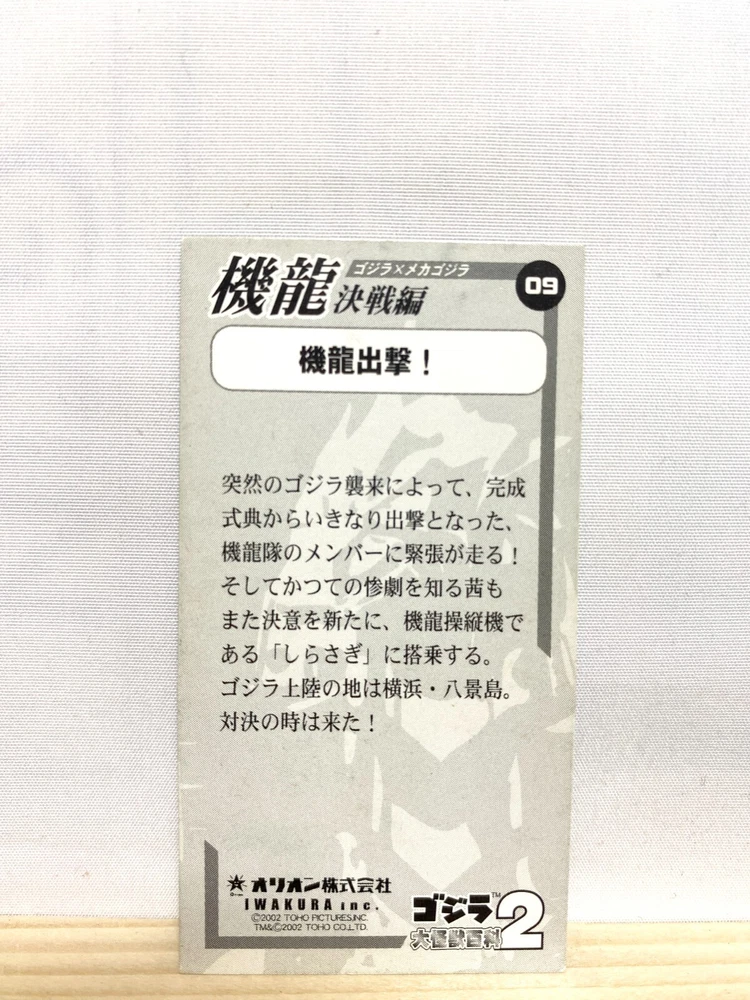 機龍
ゴジラ×メカゴジラ
決戦編
09
機龍出撃！
突然のゴジラ襲来によって、完成
式典からいきなり出撃となった、
機龍隊のメンバーに緊張が走る！
そしてかつての惨劇を知る茜も
また決意を新たに、機龍操縦機で
ある「しらさぎ」に搭乗する。
ゴジラ上陸の地は横浜・八景島。
対決の時は来た！
オリオン株式会社
IWAKURA inc.
©2002 TOHO PICTURES,INC.
TM&©2002 TOHO CO.,LTD.
ゴジラ™
大怪獣百科2